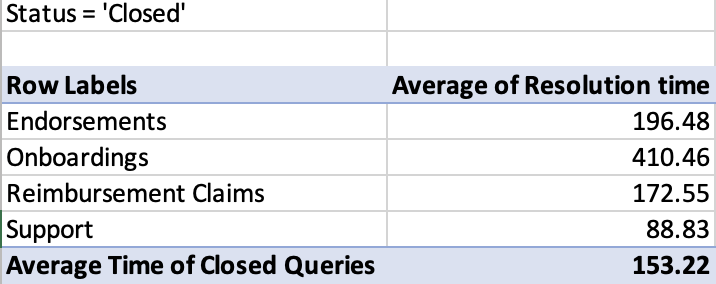 Status = 'Closed'
Row Labels Average of Resolution time
Endorsements 196.48
Onboardings 410.46
Reimbursement Claims 172.55
Support 88.83
Average Time of Closed Queries 153.22